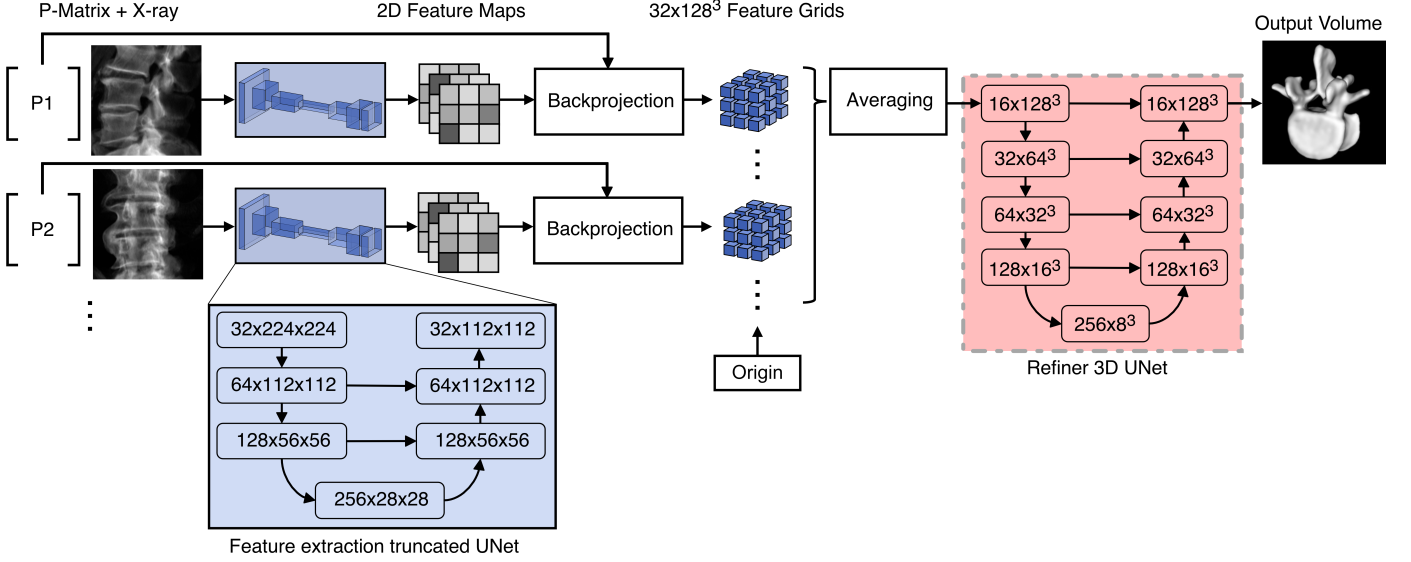 P-Matrix + X-ray
2D Feature Maps
32x128³ Feature Grids
Output Volume
P1
Backprojection
Averaging
P2
Backprojection
Origin
16x128³
16x128³
32x64³
32x64³
64x32³
64x32³
128x16³
128x16³
256x8³
Refiner 3D UNet
32x224x224
32x112x112
64x112x112
64x112x112
128x56x56
128x56x56
256x28x28
Feature extraction truncated UNet